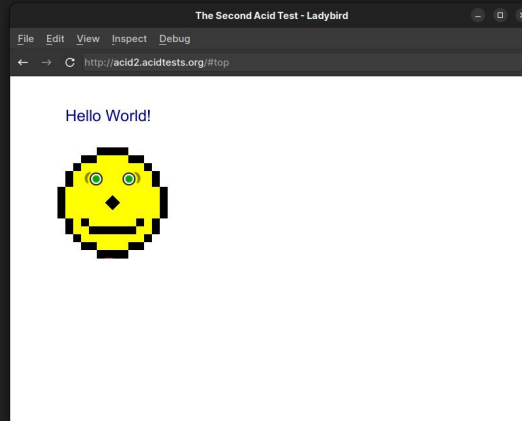 The Second Acid Test - Ladybird
File Edit View Inspect Debug
http://acid2.acidtests.org/#top
Hello World!